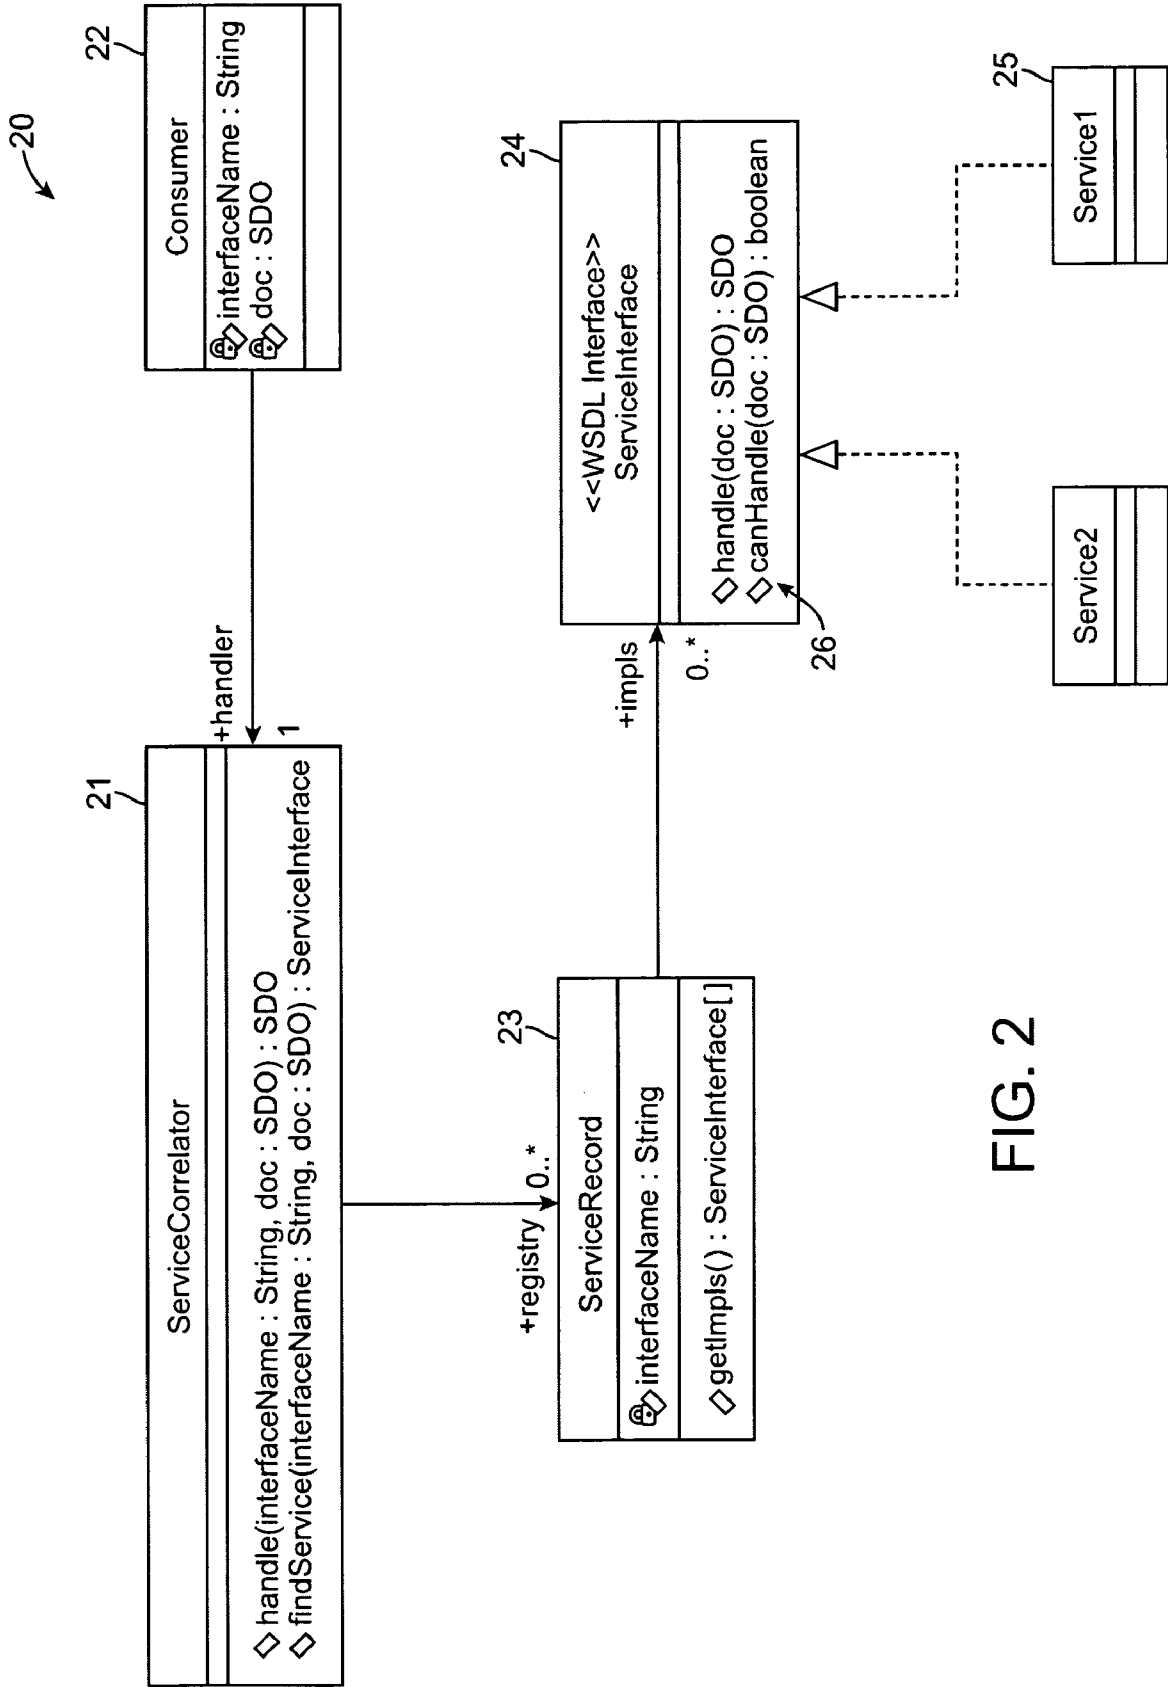 20
21
ServiceCorrelator
handle(interfaceName : String, doc : SDO) : SDO
findService(interfaceName : String, doc : SDO) : ServiceInterface
+handler
1
22
Consumer
interfaceName : String
doc : SDO
+registry
0..*
23
ServiceRecord
interfaceName : String
getImpls() : ServiceInterface[ ]
+impls
0..*
24
<<WSDL Interface>>
ServiceInterface
handle(doc : SDO) : SDO
canHandle(doc : SDO) : boolean
26
Service2
25
Service1
FIG. 2